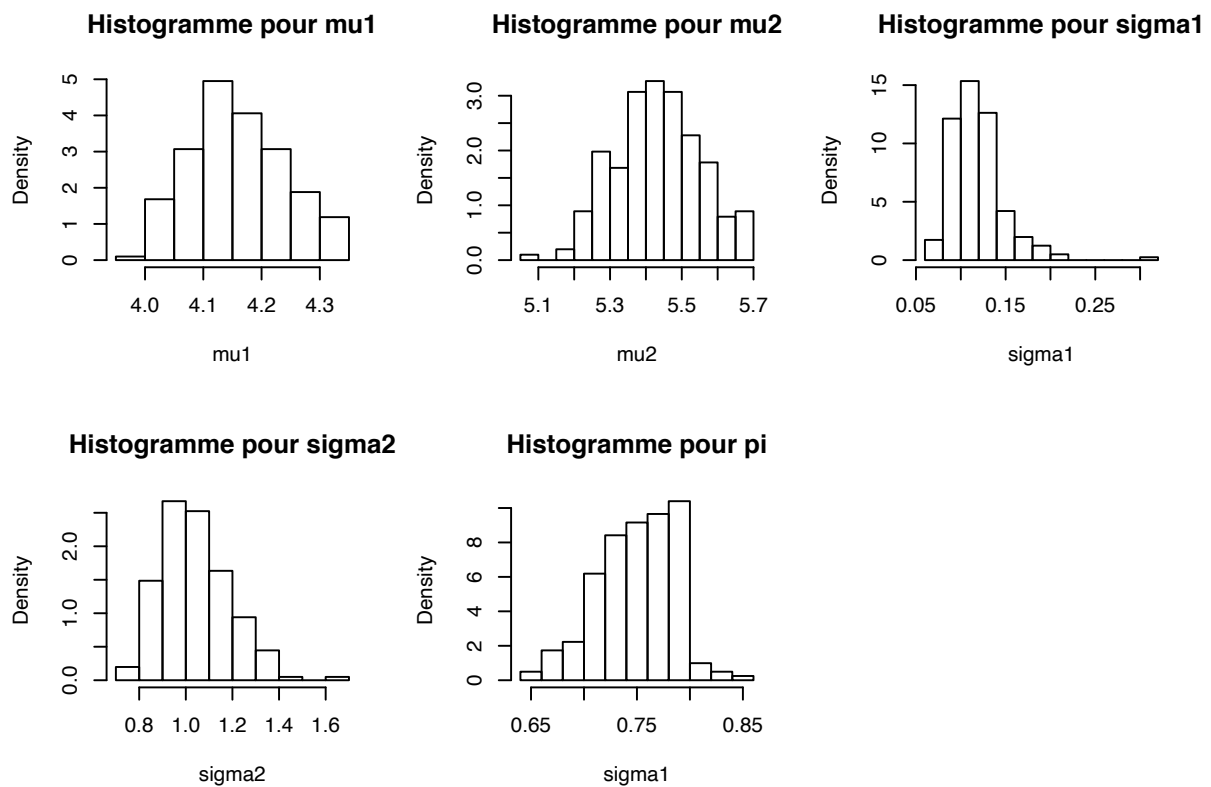 Histogramme pour mu1
Density
0 1 2 3 4 5
4.0 4.1 4.2 4.3
mu1
Histogramme pour mu2
Density
0.0 1.0 2.0 3.0
5.1 5.3 5.5 5.7
mu2
Histogramme pour sigma1
Density
0 5 10 15
0.05 0.15 0.25
sigma1
Histogramme pour sigma2
Density
0.0 1.0 2.0
0.8 1.0 1.2 1.4 1.6
sigma2
Histogramme pour pi
Density
0 2 4 6 8
0.65 0.75 0.85
sigma1